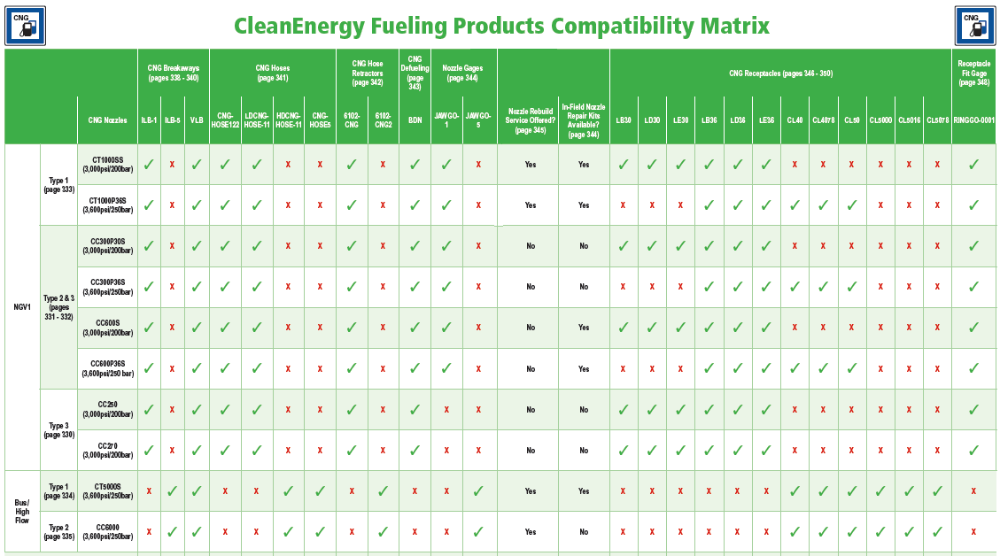 CNG
CleanEnergy Fueling Products Compatibility Matrix
CNG
CNG Breakaways (pages 338 - 340) CNG Hoses (page 341) CNG Hose Retractors (page 342) CNG Defueling (page 343) Nozzle Gages (page 344) CNG Receptacles (pages 346 - 350) Receptacle Fit Gage (page 348)
CNG Nozzles ILB-1 ILB-5 VLB CNG-HOSE122 LDCNG-HOSE-11 HDCNG-HOSE-11 CNG-HOSE5 6102-CNG 6102-CNG2 BDN JAWGO-1 JAWGO-5 Nozzle Rebuild Service Offered? (page 345) In-Field Nozzle Repair Kits Available? (page 344) LB30 LD30 LE30 LB36 LD36 LE36 CL40 CL4078 CL50 CL5000 CL5016 CL5078 RINGGO-0001
NGV1
Type 1 (page 333)
CT1000SS (3,000psi/200bar) ✓ X ✓ ✓ ✓ X X ✓ X ✓ ✓ X Yes Yes ✓ ✓ ✓ ✓ ✓ ✓ X X X X X X ✓
CT1000P36S (3,600psi/250bar) ✓ X ✓ ✓ ✓ X X ✓ X ✓ ✓ X Yes Yes X X X ✓ ✓ ✓ ✓ ✓ ✓ X X X ✓
Type 2 & 3 (pages 331 - 332)
CC300P30S (3,000psi/200bar) ✓ X ✓ ✓ ✓ X X ✓ X ✓ ✓ X No No ✓ ✓ ✓ ✓ ✓ ✓ X X X X X X ✓
CC300P36S (3,600psi/250bar) ✓ X ✓ ✓ ✓ X X ✓ X ✓ ✓ X No No X X X ✓ ✓ ✓ ✓ ✓ ✓ X X X ✓
CC600S (3,000psi/200bar) ✓ X ✓ ✓ ✓ X X ✓ X ✓ ✓ X No Yes ✓ ✓ ✓ ✓ ✓ ✓ X X X X X X ✓
CC600P36S (3,600psi/250 bar) ✓ X ✓ ✓ ✓ X X ✓ X ✓ ✓ X No Yes X X X ✓ ✓ ✓ ✓ ✓ ✓ X X X ✓
Type 3 (page 330)
CC250 (3,000psi/200bar) ✓ X ✓ ✓ ✓ X X ✓ X ✓ X X No No ✓ ✓ ✓ ✓ ✓ ✓ X X X X X X ✓
CC270 (3,000psi/200bar) ✓ X ✓ ✓ ✓ X X ✓ X ✓ X X No No ✓ ✓ ✓ ✓ ✓ ✓ X X X X X X ✓
Bus/ High Flow
Type 1 (page 334)
CT5000S (3,600psi/250bar) X ✓ ✓ X X ✓ ✓ X ✓ X X ✓ Yes Yes X X X X X X ✓ ✓ ✓ ✓ ✓ ✓ X
Type 2 (page 335)
CC6000 (3,600psi/250bar) X ✓ ✓ X X ✓ ✓ X ✓ X X ✓ Yes No X X X X X X ✓ ✓ ✓ ✓ ✓ ✓ X